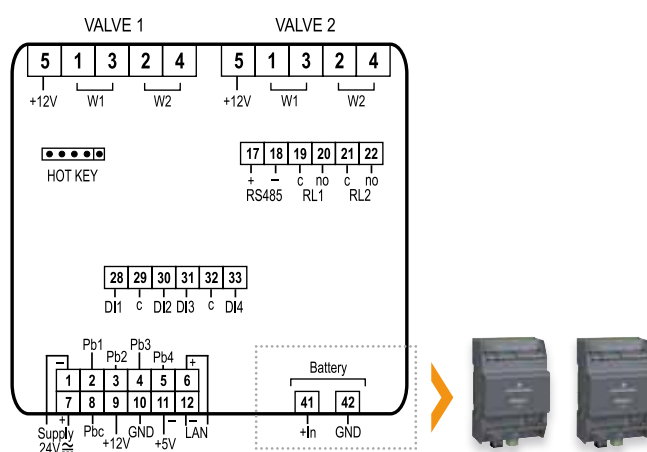 VALVE 1 VALVE 2
5 1 3 2 4 5 1 3 2 4
+12V W1 W2 +12V W1 W2
HOT KEY
17 18 19 20 21 22
+ − c no c no
RS485 RL1 RL2
28 29 30 31 32 33
DI1 c DI2 DI3 c DI4
Pb1 Pb3
− Pb2 Pb4 +
1 2 3 4 5 6
7 8 9 10 11 12
+ Pbc GND − − LAN
Supply +12V +5V
24V
Battery
41 42
+In GND